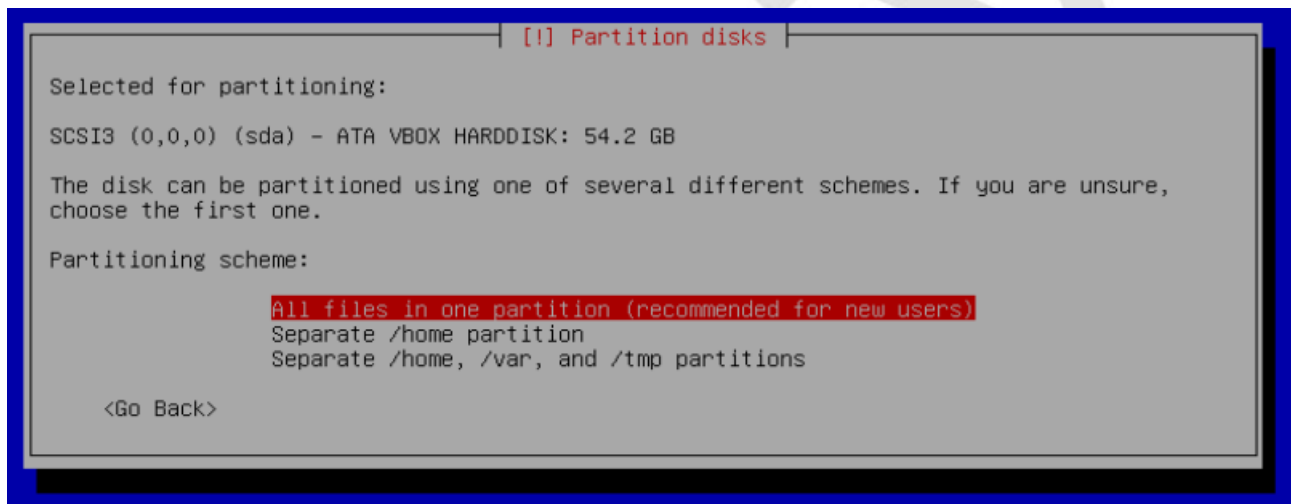 [!] Partition disks
Selected for partitioning:
SCSI3 (0,0,0) (sda) – ATA VBOX HARDDISK: 54.2 GB
The disk can be partitioned using one of several different schemes. If you are unsure,
choose the first one.
Partitioning scheme:
All files in one partition (recommended for new users)
Separate /home partition
Separate /home, /var, and /tmp partitions
<Go Back>